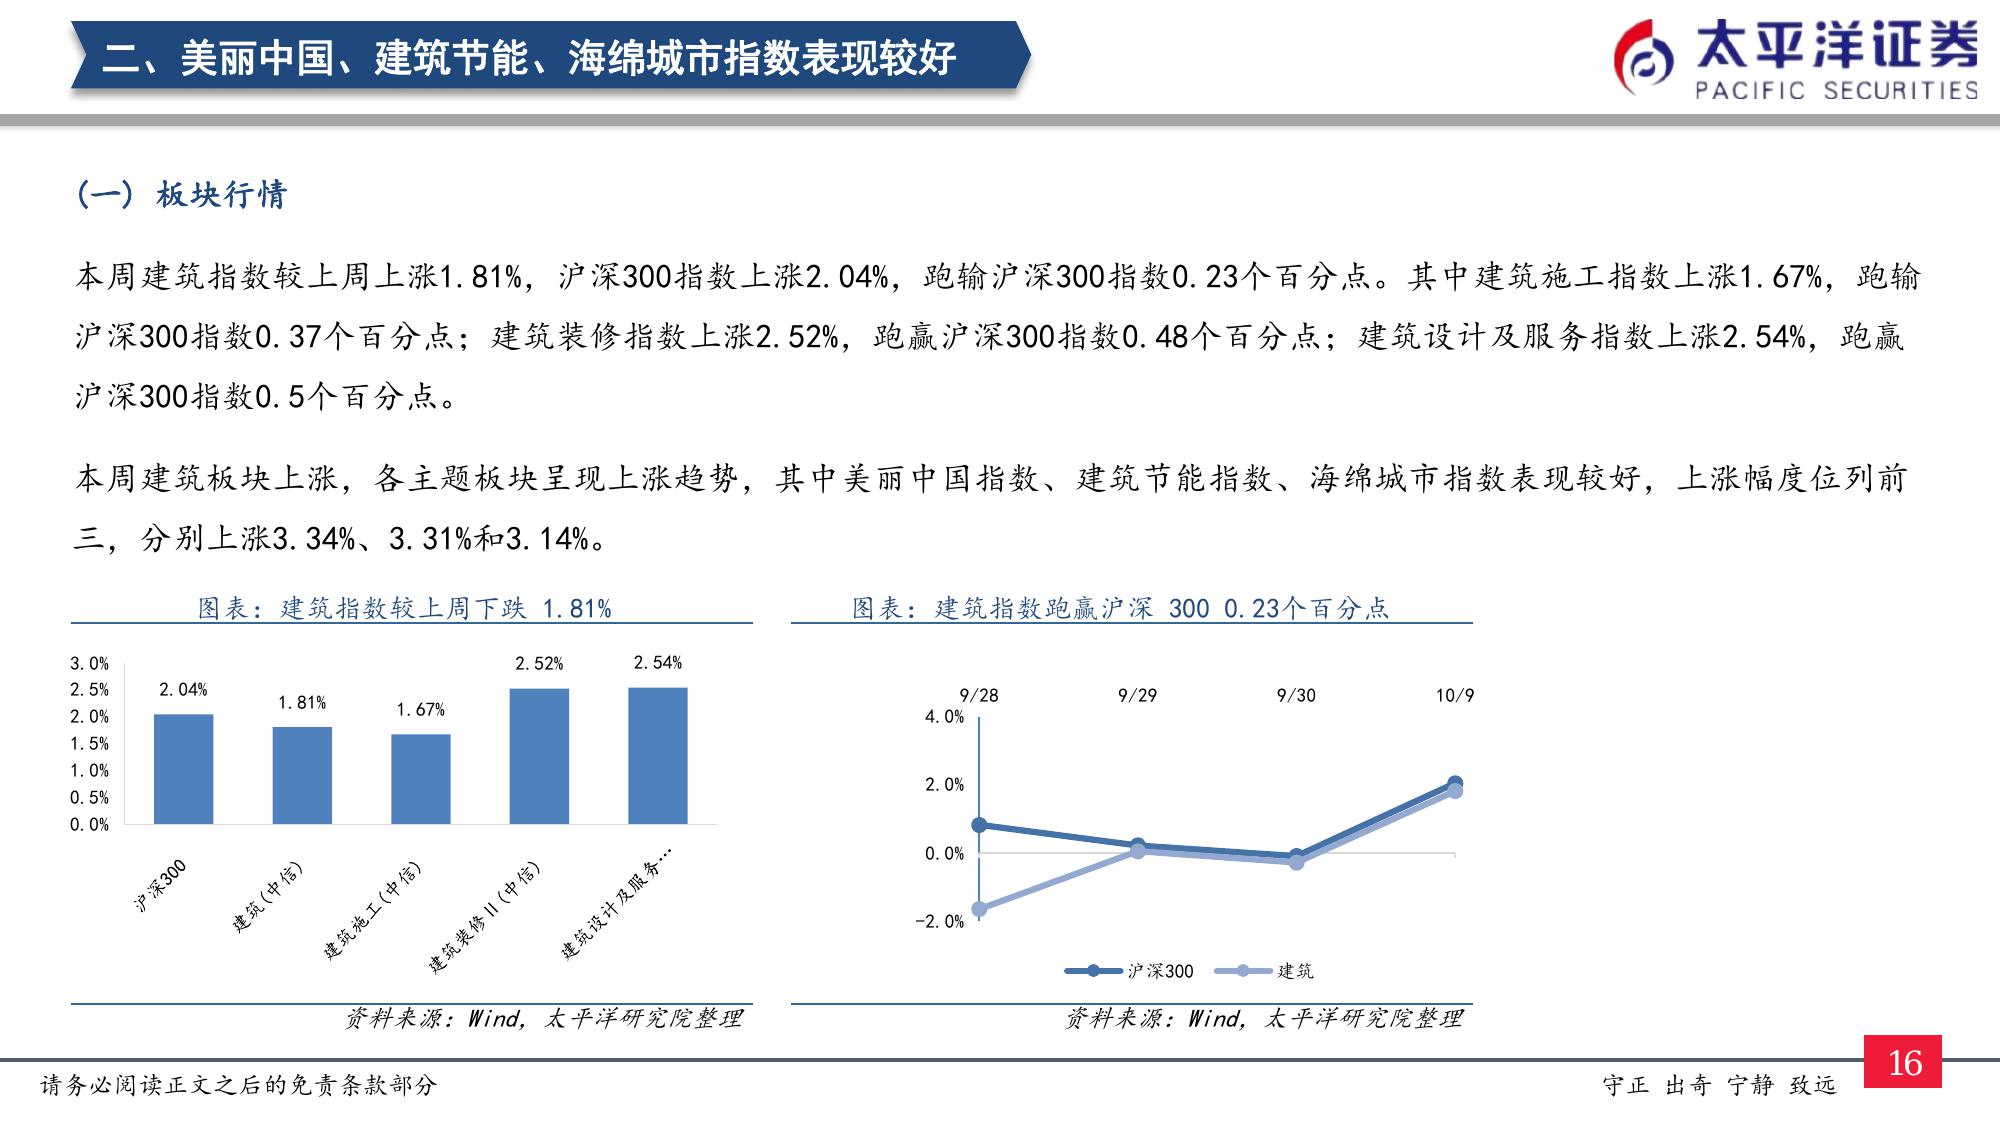 二、美丽中国、建筑节能、海绵城市指数表现较好
太平洋证券
PACIFIC SECURITIES
(一) 板块行情
本周建筑指数较上周上涨1.81%，沪深300指数上涨2.04%，跑输沪深300指数0.23个百分点。其中建筑施工指数上涨1.67%，跑输
沪深300指数0.37个百分点；建筑装修指数上涨2.52%，跑赢沪深300指数0.48个百分点；建筑设计及服务指数上涨2.54%，跑赢
沪深300指数0.5个百分点。
本周建筑板块上涨，各主题板块呈现上涨趋势，其中美丽中国指数、建筑节能指数、海绵城市指数表现较好，上涨幅度位列前
三，分别上涨3.34%、3.31%和3.14%。
图表：建筑指数较上周下跌 1.81%
3.0%
2.5%
2.0%
1.5%
1.0%
0.5%
0.0%
2.04%
1.81%
1.67%
2.52%
2.54%
沪深300
建筑(中信)
建筑施工(中信)
建筑装修Ⅱ(中信)
建筑设计及服务…
资料来源：Wind，太平洋研究院整理
图表：建筑指数跑赢沪深 300 0.23个百分点
9/28
9/29
9/30
10/9
4.0%
2.0%
0.0%
-2.0%
沪深300
建筑
资料来源：Wind，太平洋研究院整理
请务必阅读正文之后的免责条款部分
守正 出奇 宁静 致远
16